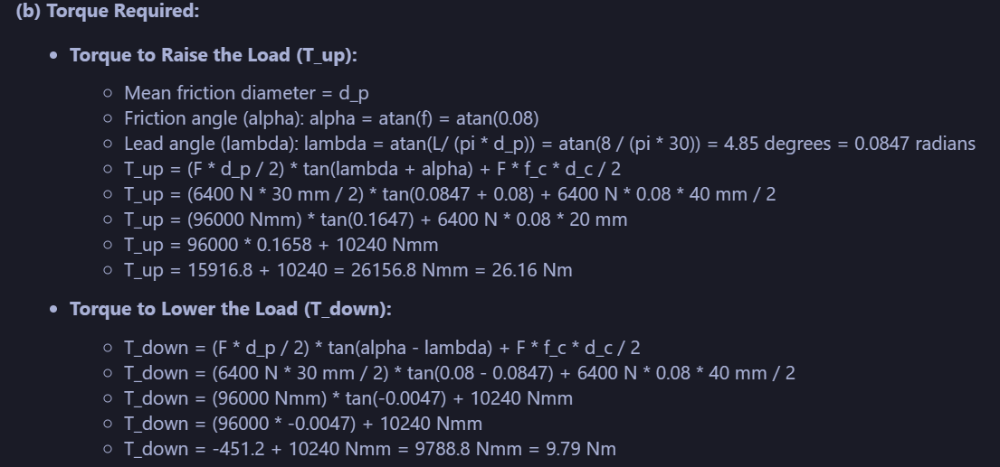 (b) Torque Required:
• Torque to Raise the Load (T_up):
○ Mean friction diameter = d_p
○ Friction angle (alpha): alpha = atan(f) = atan(0.08)
○ Lead angle (lambda): lambda = atan(L/ (pi * d_p)) = atan(8 / (pi * 30)) = 4.85 degrees = 0.0847 radians
○ T_up = (F * d_p / 2) * tan(lambda + alpha) + F * f_c * d_c / 2
○ T_up = (6400 N * 30 mm / 2) * tan(0.0847 + 0.08) + 6400 N * 0.08 * 40 mm / 2
○ T_up = (96000 Nmm) * tan(0.1647) + 6400 N * 0.08 * 20 mm
○ T_up = 96000 * 0.1658 + 10240 Nmm
○ T_up = 15916.8 + 10240 = 26156.8 Nmm = 26.16 Nm
• Torque to Lower the Load (T_down):
○ T_down = (F * d_p / 2) * tan(alpha - lambda) + F * f_c * d_c / 2
○ T_down = (6400 N * 30 mm / 2) * tan(0.08 - 0.0847) + 6400 N * 0.08 * 40 mm / 2
○ T_down = (96000 Nmm) * tan(-0.0047) + 10240 Nmm
○ T_down = (96000 * -0.0047) + 10240 Nmm
○ T_down = -451.2 + 10240 Nmm = 9788.8 Nmm = 9.79 Nm